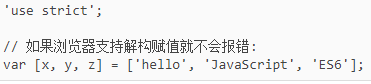 'use strict';
// 如果浏览器支持解构赋值就不会报错:
var [x, y, z] = ['hello', 'JavaScript', 'ES6'];